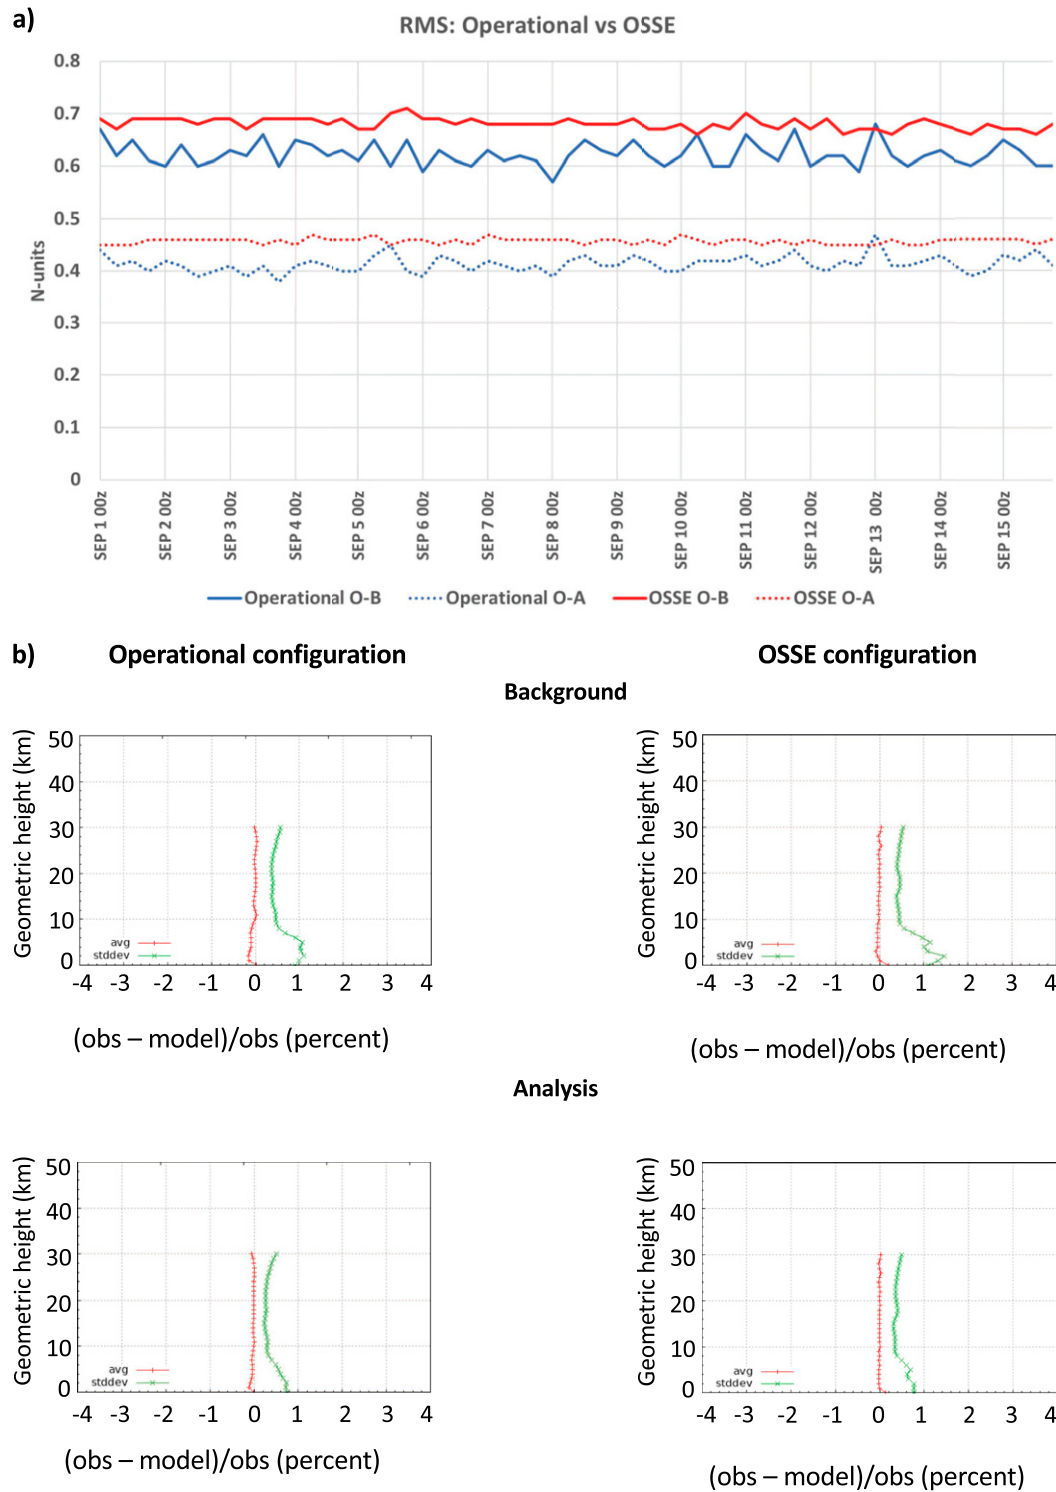 a)
RMS: Operational vs OSSE
0.8
0.7
0.6
0.5
0.4
0.3
0.2
0.1
0
N-units
SEP 1 00z
SEP 2 00z
SEP 3 00z
SEP 4 00z
SEP 5 00z
SEP 6 00z
SEP 7 00z
SEP 8 00z
SEP 9 00z
SEP 10 00z
SEP 11 00z
SEP 12 00z
SEP 13 00z
SEP 14 00z
SEP 15 00z
Operational O-B Operational O-A OSSE O-B OSSE O-A
b) Operational configuration OSSE configuration
Background
Geometric height (km)
50
40
30
20
10
0
avg
stddev
-4 -3 -2 -1 0 1 2 3 4
(obs – model)/obs (percent)
Geometric height (km)
50
40
30
20
10
0
avg
stddev
-4 -3 -2 -1 0 1 2 3 4
(obs – model)/obs (percent)
Analysis
Geometric height (km)
50
40
30
20
10
0
avg
stddev
-4 -3 -2 -1 0 1 2 3 4
(obs – model)/obs (percent)
Geometric height (km)
50
40
30
20
10
0
avg
stddev
-4 -3 -2 -1 0 1 2 3 4
(obs – model)/obs (percent)